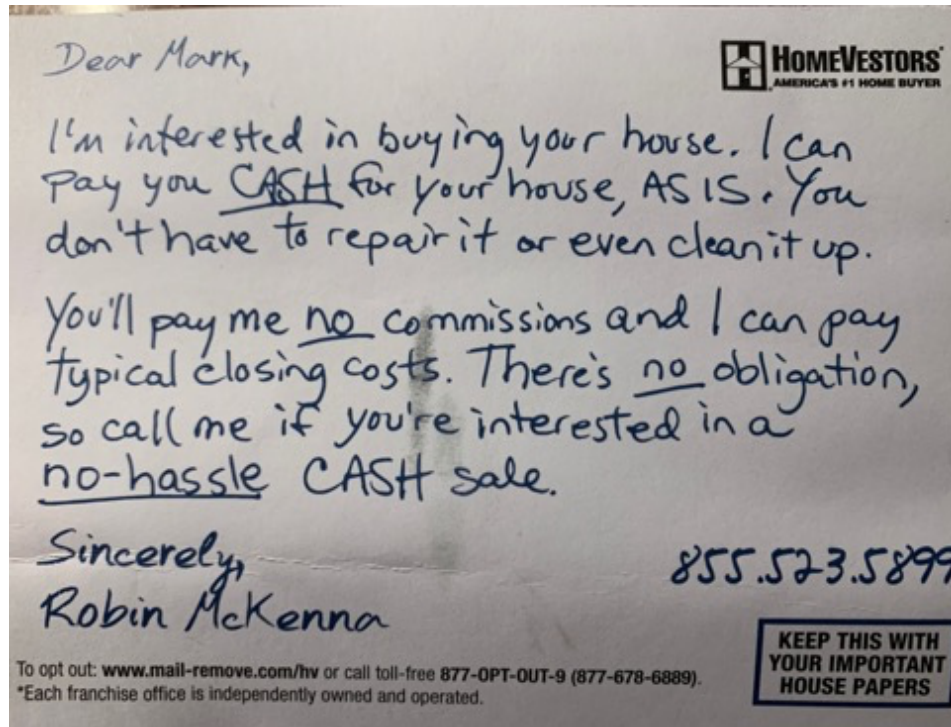 Dear Mark,
HOMEVESTORS®
AMERICA'S #1 HOME BUYER
I'm interested in buying your house. I can
pay you CASH for your house, AS IS. You
don't have to repair it or even clean it up.
You'll pay me no commissions and I can pay
typical closing costs. There's no obligation,
so call me if you're interested in a
no-hassle CASH sale.
Sincerely,
Robin McKenna
855.523.5899
To opt out: www.mail-remove.com/hv or call toll-free 877-OPT-OUT-9 (877-678-6889).
*Each franchise office is independently owned and operated.
KEEP THIS WITH
YOUR IMPORTANT
HOUSE PAPERS